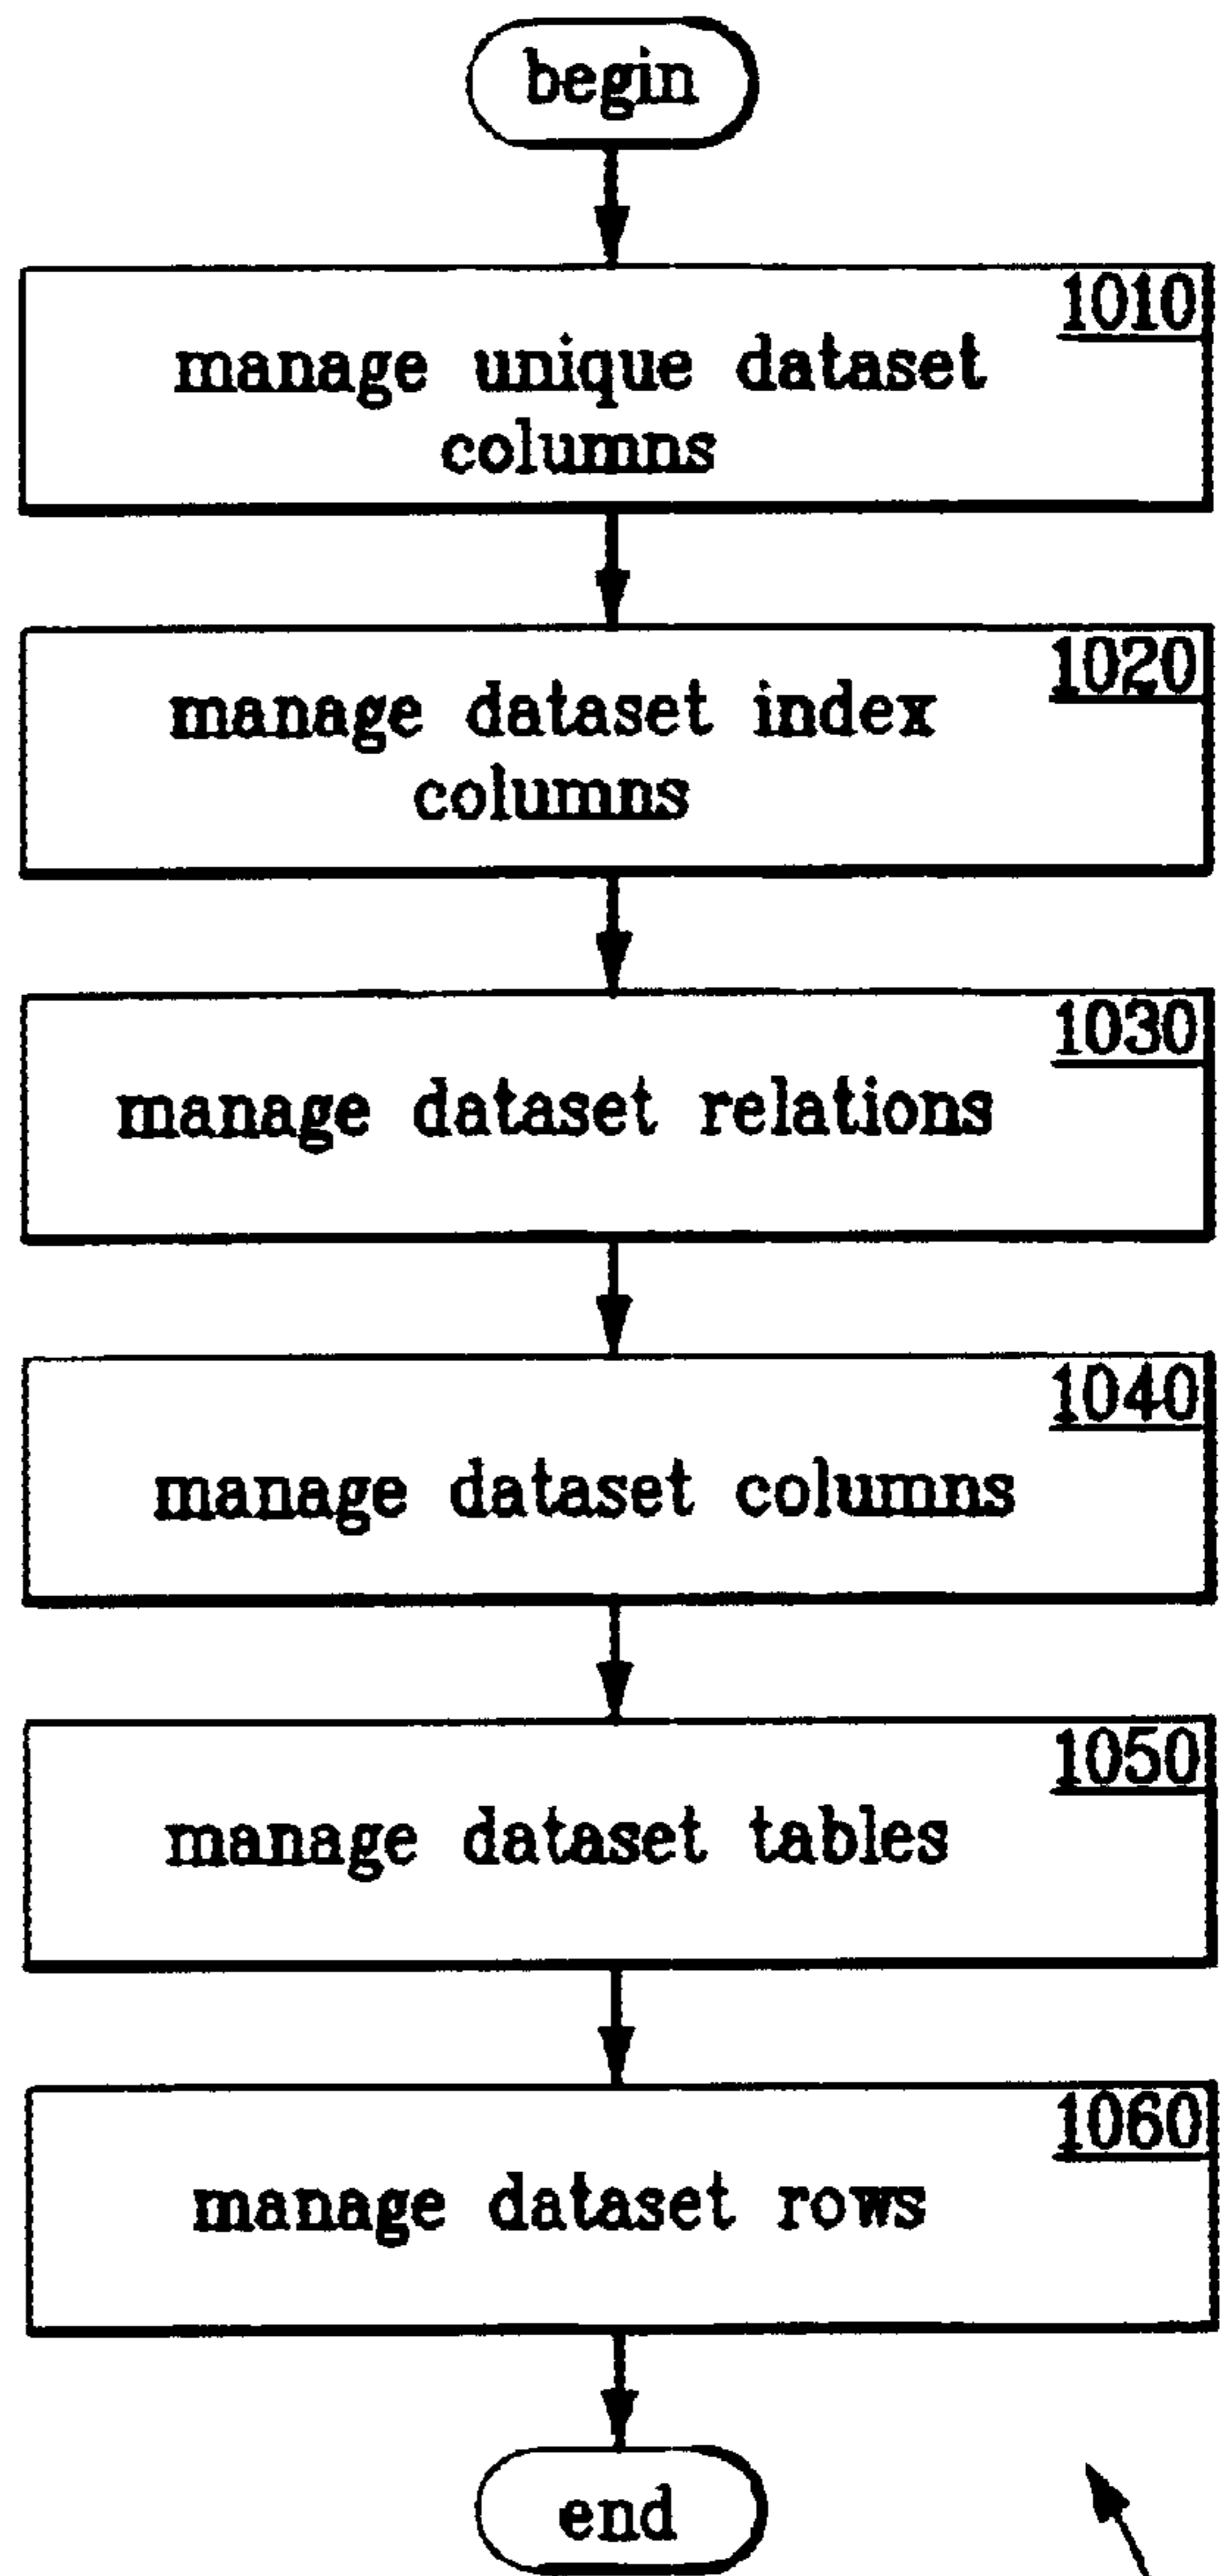 begin
1010
manage unique dataset
columns
1020
manage dataset index
columns
1030
manage dataset relations
1040
manage dataset columns
1050
manage dataset tables
1060
manage dataset rows
end